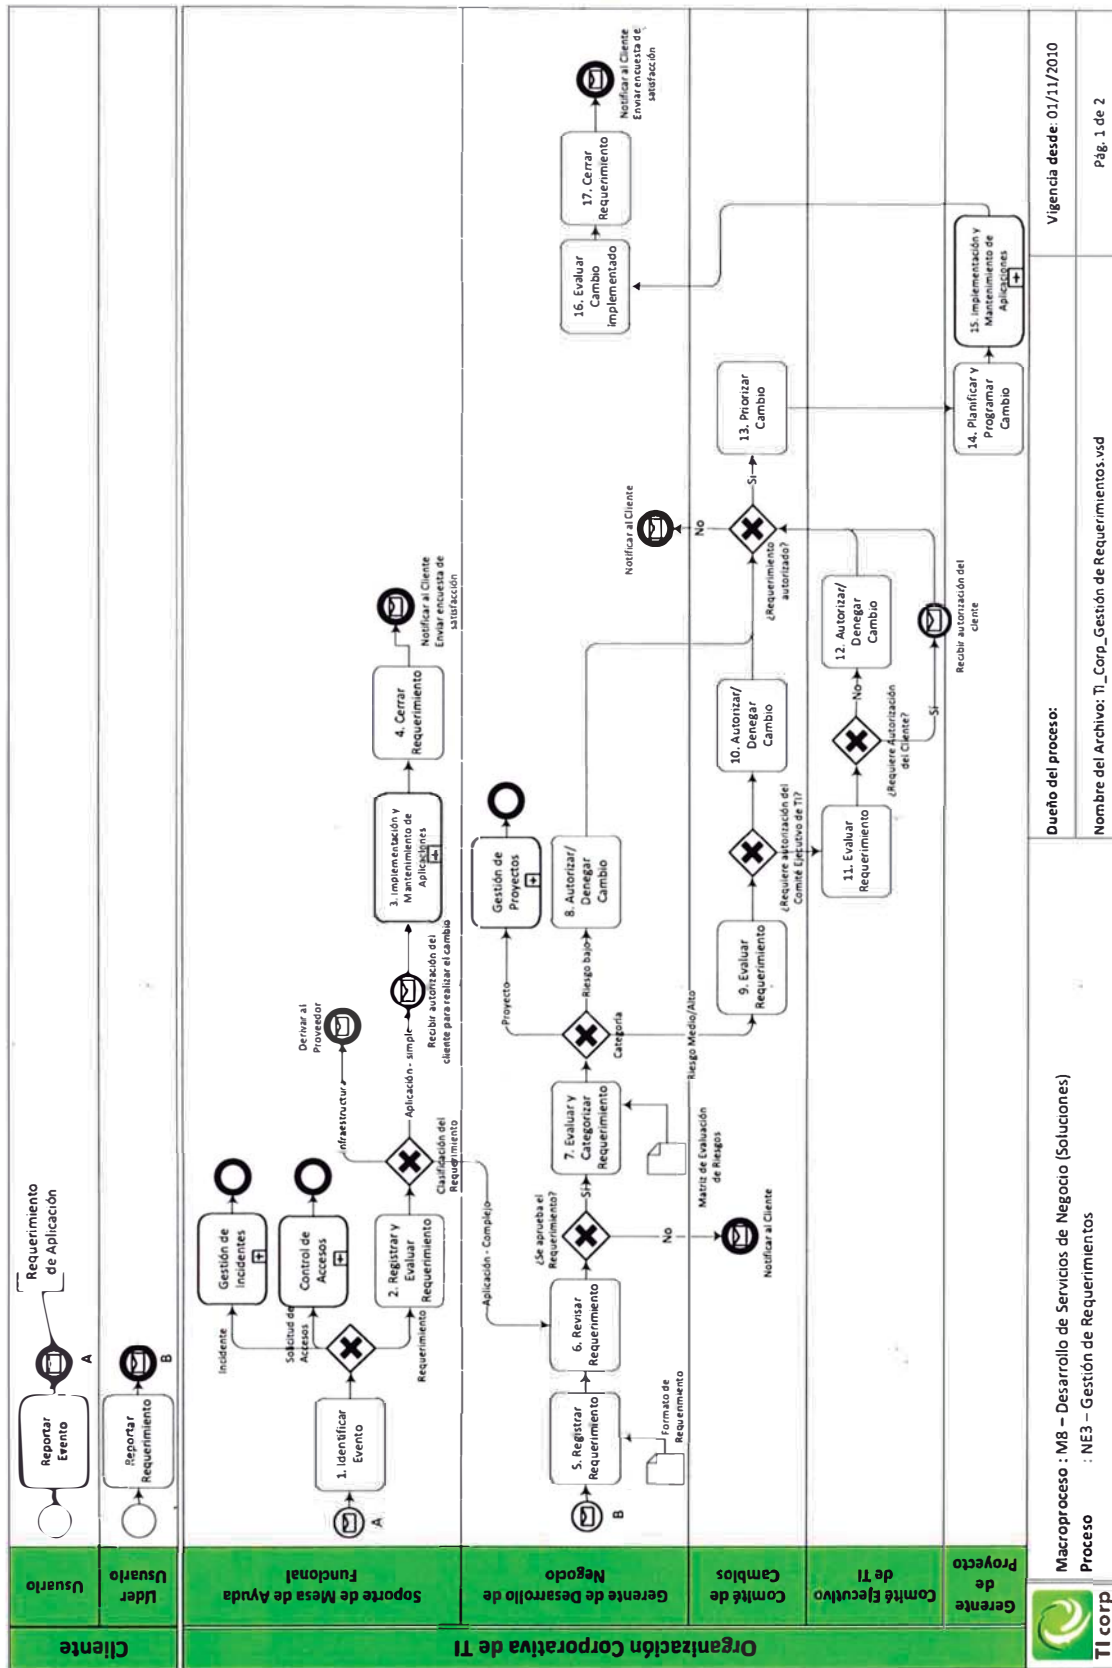 Cliente
Usuario
Reportar
Evento
A
Requerimiento
de Aplicación
Líder
Usuario
Reportar
Requerimiento
B
Organización Corporativa de TI
Soporte de Mesa de Ayuda
Funcional
A
1. Identificar
Evento
Incidente
Solicitud de
Accesos
Requerimiento
Gestión de
Incidentes
Control de
Accesos
2. Registrar y
Evaluar
Requerimiento
Clasificación del
Requerimiento
Infraestructura
Derivar al
Proveedor
Aplicación - simple
Aplicación - Complejo
Recibir autorización del
cliente para realizar el cambio
3. Implementación y
Mantenimiento de
Aplicaciones
4. Cerrar
Requerimiento
Notificar al Cliente
Enviar encuesta de
satisfacción
Gerente de Desarrollo de
Negocio
B
5. Registrar
Requerimiento
Formato de
Requerimiento
6. Revisar
Requerimiento
¿Se aprueba el
Requerimiento?
Sí
No
Notificar al Cliente
7. Evaluar y
Categorizar
Requerimiento
Matriz de Evaluación
de Riesgos
Categoría
Proyecto
Riesgo bajo
Riesgo Medio/Alto
Gestión de
Proyectos
8. Autorizar/
Denegar
Cambio
16. Evaluar
Cambio
implementado
17. Cerrar
Requerimiento
Notificar al Cliente
Enviar encuesta de
satisfacción
Comité de
Cambios
9. Evaluar
Requerimiento
¿Requiere autorización del
Comité Ejecutivo de TI?
10. Autorizar/
Denegar
Cambio
¿Requerimiento
autorizado?
No
Notificar al Cliente
Sí
13. Priorizar
Cambio
Comité Ejecutivo
de TI
11. Evaluar
Requerimiento
¿Requiere Autorización
del Cliente?
No
Sí
12. Autorizar/
Denegar
Cambio
Recibir autorización del
cliente
Gerente
de
Proyecto
14. Planificar y
Programar
Cambio
15. Implementación y
Mantenimiento de
Aplicaciones
TI corp
Macroproceso : M8 – Desarrollo de Servicios de Negocio (Soluciones)
Proceso : NE3 – Gestión de Requerimientos
Dueño del proceso:
Nombre del Archivo: TI_Corp_Gestión de Requerimientos.vsd
Vigencia desde: 01/11/2010
Pág. 1 de 2